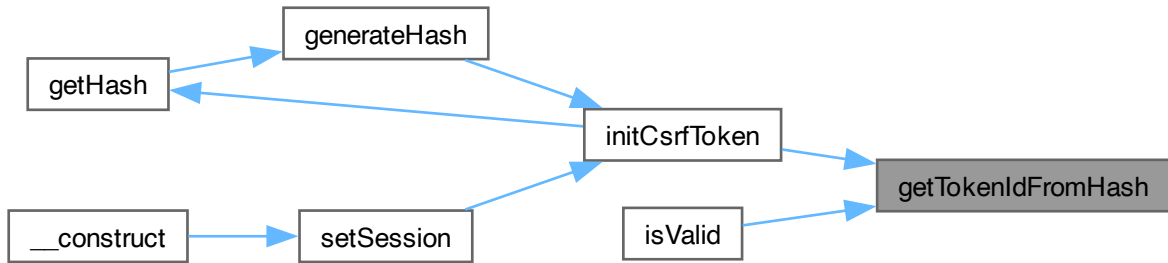 generateHash
getHash
initCsrfToken
getTokenIdFromHash
__construct
setSession
isValid